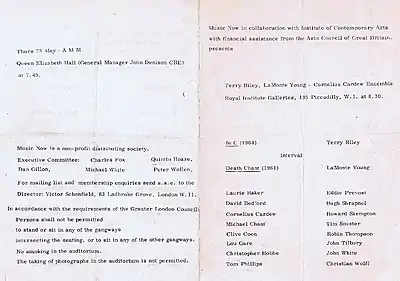 Thurs 23 May : A M M
Queen Elizabeth Hall (General Manager John Denison CBE)
at 7.45.
Music Now is a non-profit distributing society.
Executive Committee: Charles Fox Quintin Hoare,
Dan Gillon, Michael White Peter Wollen,
For mailing list and membership enquiries send s.a.e. to the
Director: Victor Schonfield, 83 Ladbroke Grove, London W.11.
In accordance with the requirements of the Greater London Council:
Persons shall not be permitted
to stand or sit in any of the gangways
intersecting the seating, or to sit in any of the other gangways.
No smoking in the auditorium.
The taking of photographs in the auditorium is not permitted.
Music Now in collaboration with Institute of Contemporary Arts
with financial assistance from the Arts Council of Great Britain,
presents
Terry Riley, LaMonte Young - Cornelius Cardew Ensemble
Royal Institute Galleries, 195 Piccadilly, W.1. at 8.30.
In C (1964) Terry Riley
interval
Death Chant (1961) LaMonte Young
Laurie Baker Eddie Prevost
David Bedford Hugh Shrapnel
Cornelius Cardew Howard Skempton
Michael Chant Tim Souster
Clive Coen Robin Thompson
Lou Gare John Tilbury
Christopher Hobbs John White
Tom Phillips Christian Wolff